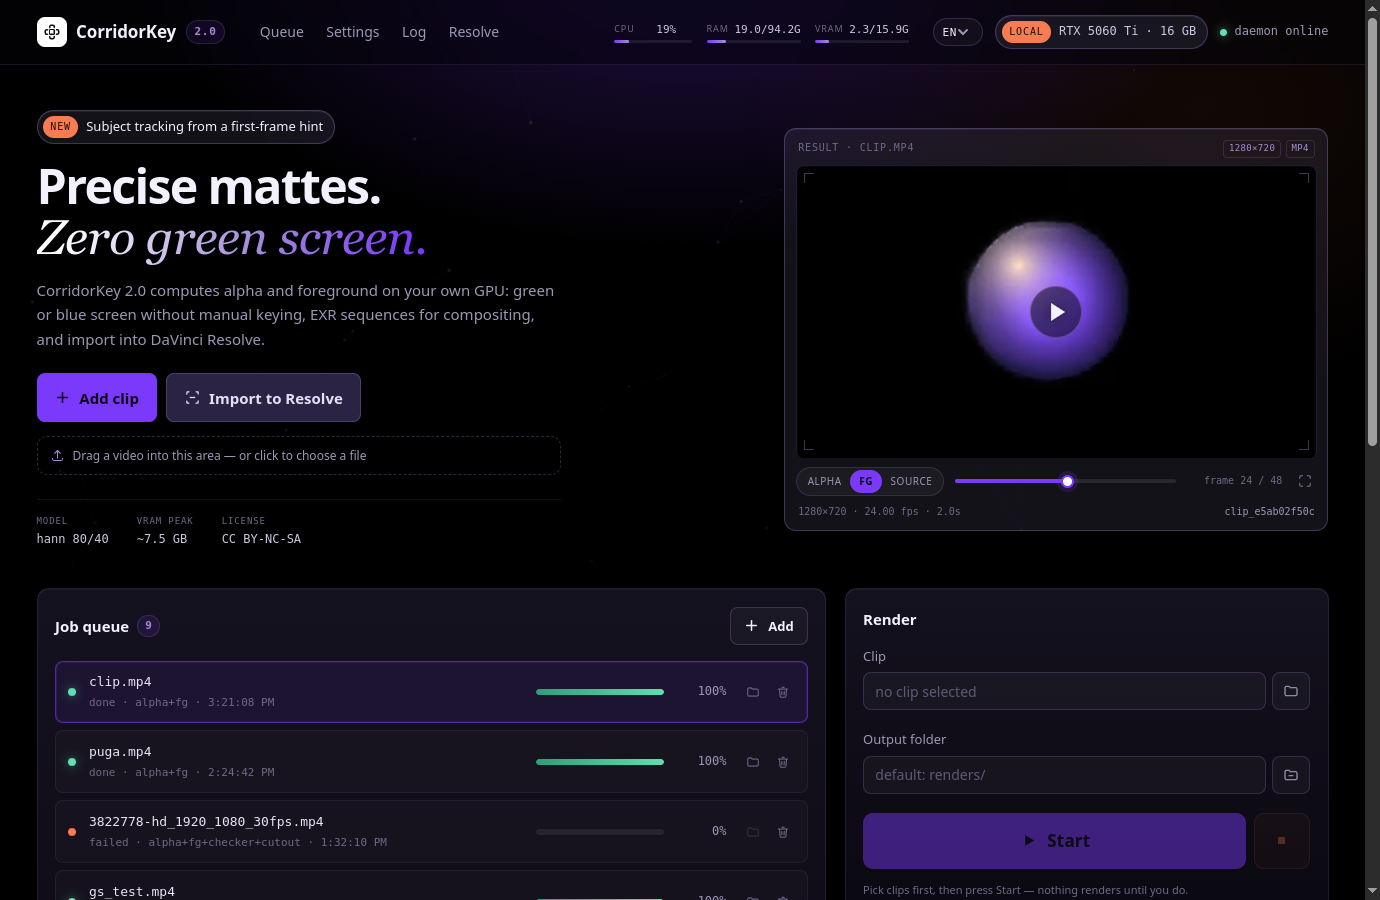 CorridorKey 2.0 Queue Settings Log Resolve CPU 19% RAM 19.0/94.2G VRAM 2.3/15.9G EN LOCAL RTX 5060 Ti · 16 GB daemon online
NEW Subject tracking from a first-frame hint
Precise mattes.
Zero green screen.
CorridorKey 2.0 computes alpha and foreground on your own GPU: green
or blue screen without manual keying, EXR sequences for compositing,
and import into DaVinci Resolve.
Add clip Import to Resolve
Drag a video into this area — or click to choose a file
MODEL VRAM PEAK LICENSE
hann 80/40 ~7.5 GB CC BY-NC-SA
RESULT · CLIP.MP4 1280×720 MP4
ALPHA FG SOURCE frame 24 / 48
1280×720 · 24.00 fps · 2.0s clip_e5ab02f50c
Job queue 9 Add
clip.mp4
done · alpha+fg · 3:21:08 PM 100%
puga.mp4
done · alpha+fg · 2:24:42 PM 100%
3822778-hd_1920_1080_30fps.mp4
failed · alpha+fg+checker+cutout · 1:32:10 PM 0%
gs_test.mp4
100%
Render
Clip
no clip selected
Output folder
default: renders/
Start
Pick clips first, then press Start — nothing renders until you do.